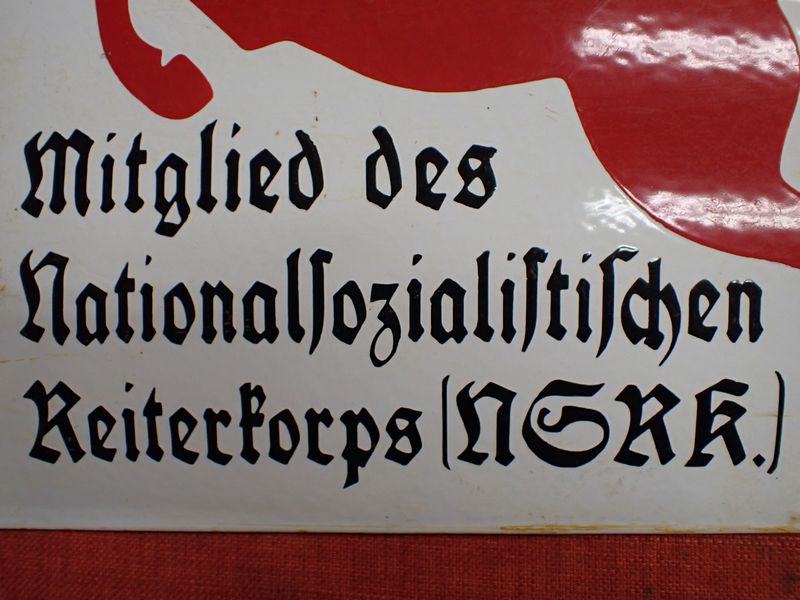 Mitglied des
Nationalſozialiſtiſchen
Reiterkorps (NSRK.)